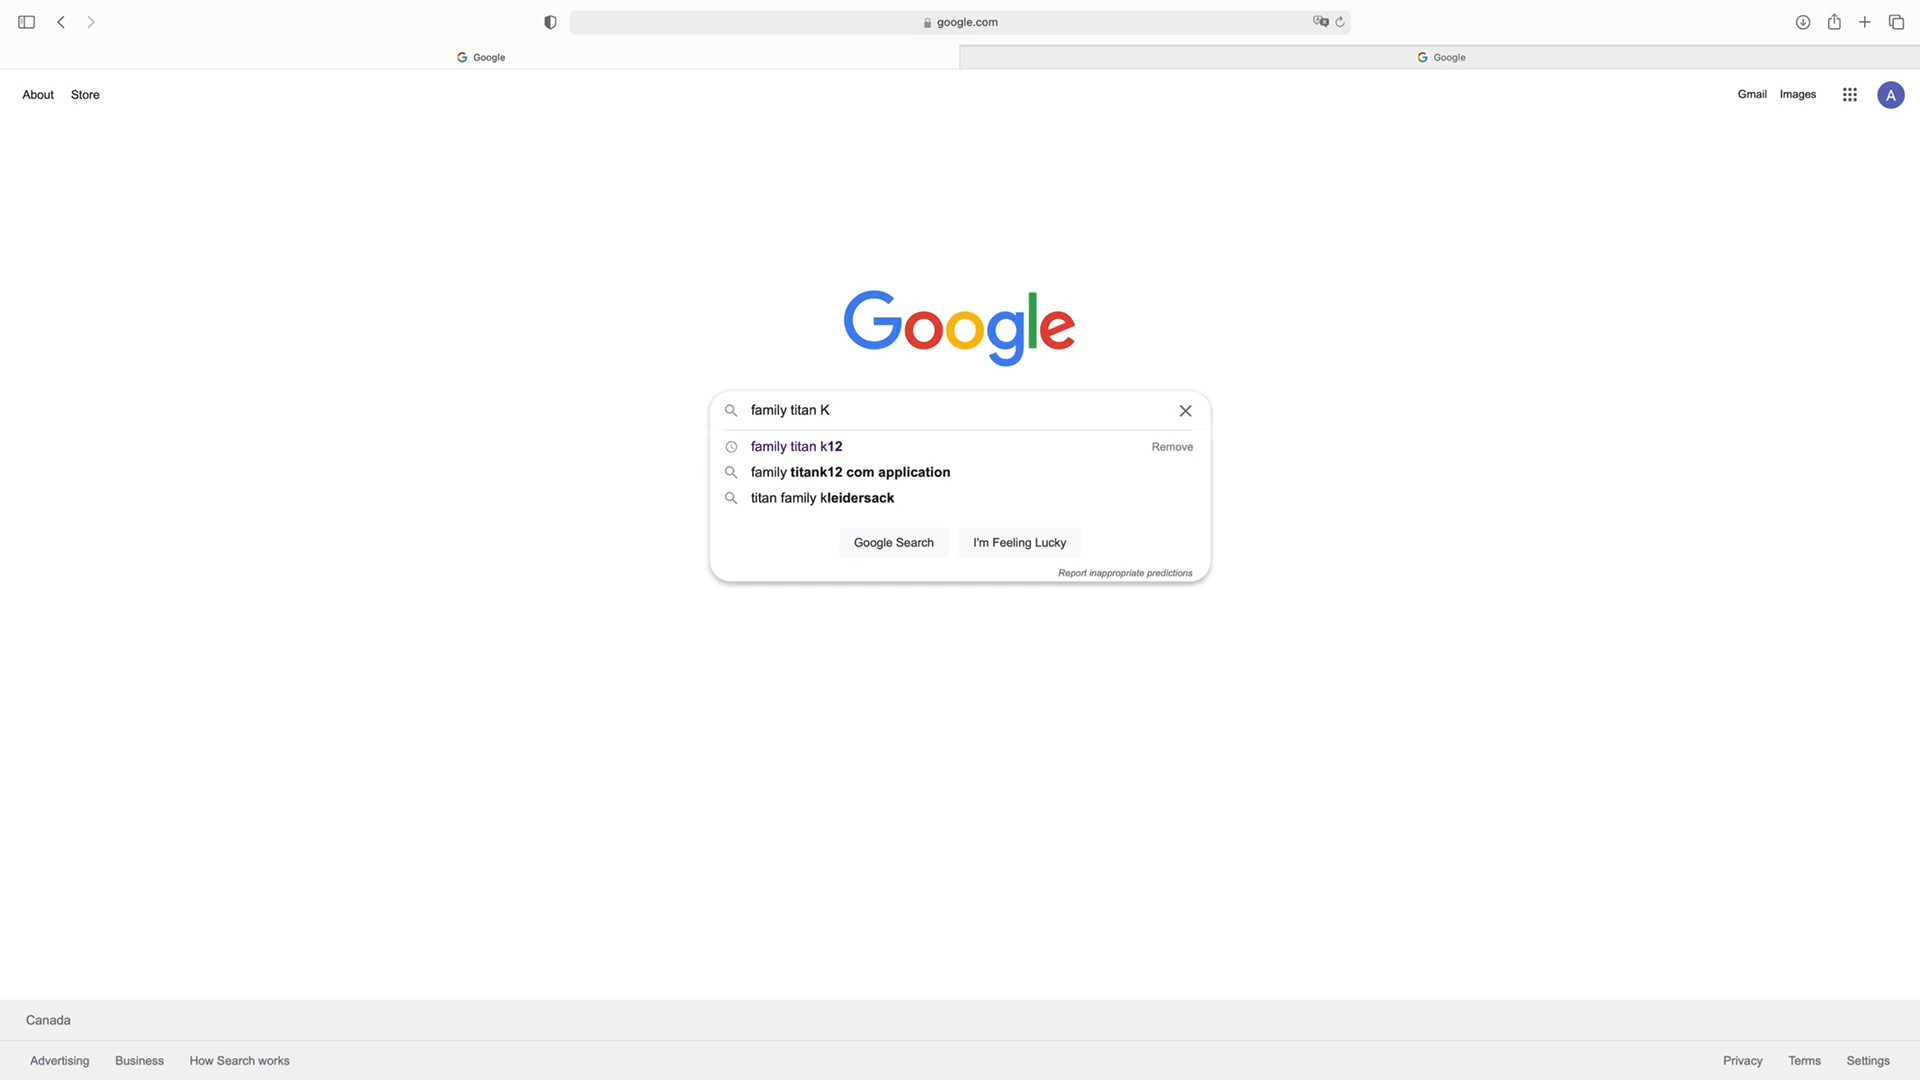 google.com
Google
Google
About
Store
Gmail
Images
A
Google
family titan K
family titan k12
Remove
family titank12 com application
titan family kleidersack
Google Search
I'm Feeling Lucky
Report inappropriate predictions
Canada
Advertising
Business
How Search works
Privacy
Terms
Settings